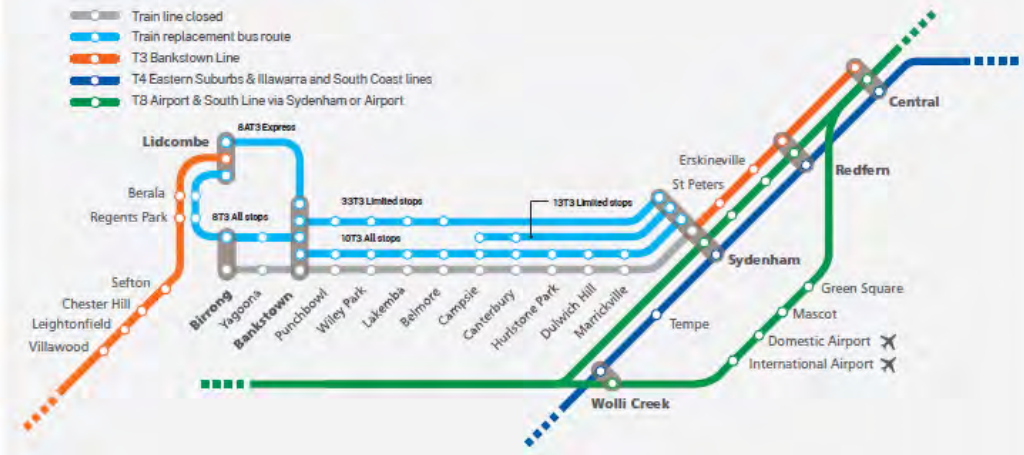 Train line closed
Train replacement bus route
T3 Bankstown Line
T4 Eastern Suburbs & Illawarra and South Coast lines
T8 Airport & South Line via Sydenham or Airport
Central
8AT3 Express
Lidcombe
Erskineville
Redfern
St Peters
Berala
33T3 Limited stops
13T3 Limited stops
Regents Park
8T3 All stops
10T3 All stops
Sydenham
Sefton
Green Square
Chester Hill
Birrong
Yagoona
Bankstown
Punchbowl
Wiley Park
Lakemba
Belmore
Campsie
Canterbury
Hurlstone Park
Dulwich Hill
Marrickville
Mascot
Leightonfield
Tempe
Villawood
Domestic Airport
International Airport
Wolli Creek